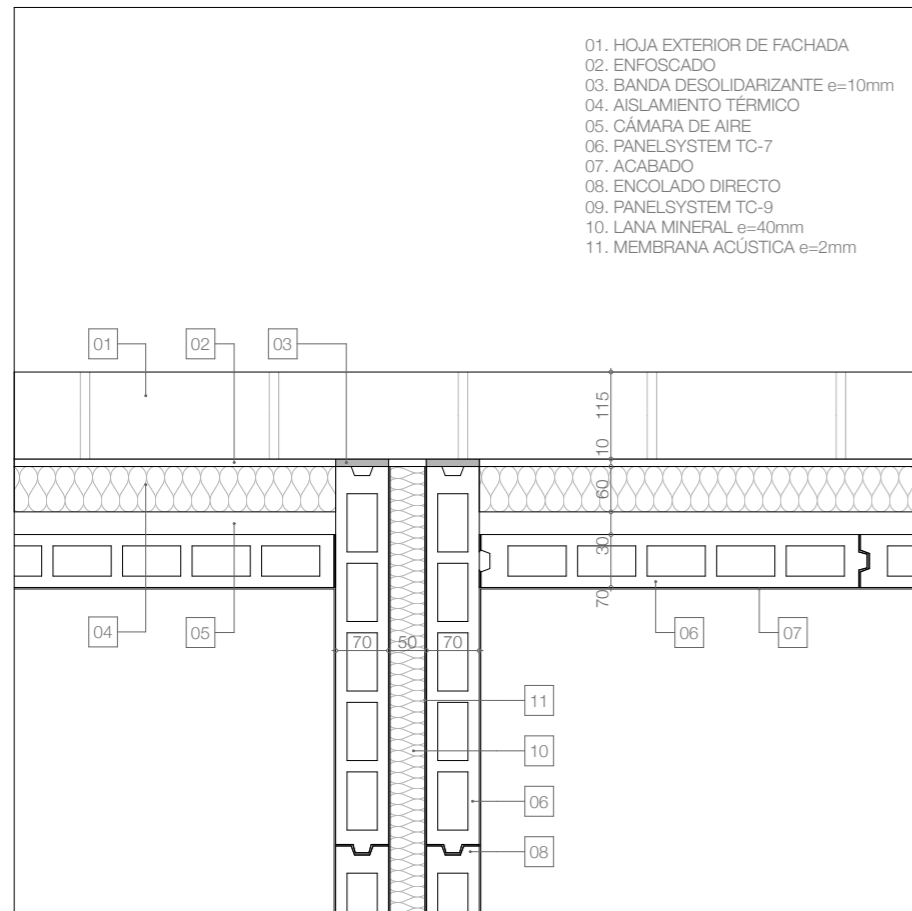 01. HOJA EXTERIOR DE FACHADA
02. ENFOSCADO
03. BANDA DESOLIDARIZANTE e=10mm
04. AISLAMIENTO TÉRMICO
05. CÁMARA DE AIRE
06. PANELSYSTEM TC-7
07. ACABADO
08. ENCOLADO DIRECTO
09. PANELSYSTEM TC-9
10. LANA MINERAL e=40mm
11. MEMBRANA ACÚSTICA e=2mm
01
02
03
115
10
60
30
70
04
05
06
07
70
50
70
11
10
06
08